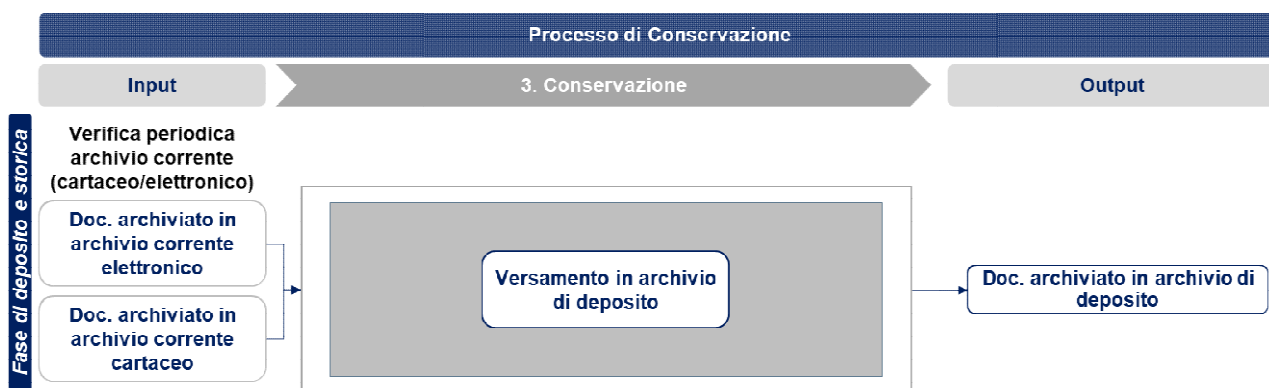 Processo di Conservazione
Input
3. Conservazione
Output
Fase di deposito e storica
Verifica periodica
archivio corrente
(cartaceo/elettronico)
Doc. archiviato in
archivio corrente
elettronico
Doc. archiviato in
archivio corrente
cartaceo
Versamento in archivio
di deposito
Doc. archiviato in archivio di
deposito